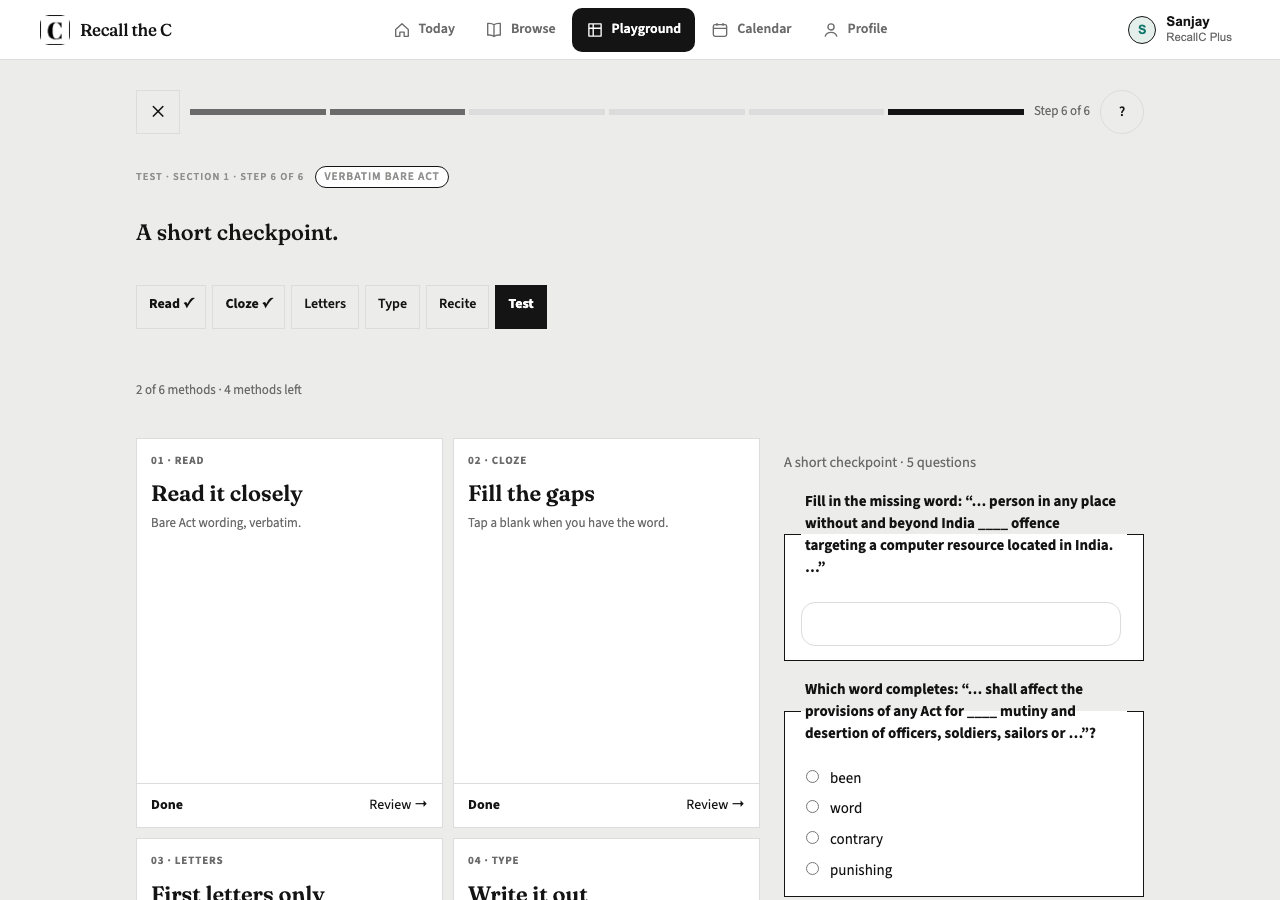 C Recall the C
Today
Browse
Playground
Calendar
Profile
S
Sanjay
RecallC Plus
Step 6 of 6
?
TEST · SECTION 1 · STEP 6 OF 6
VERBATIM BARE ACT
A short checkpoint.
Read ✓
Cloze ✓
Letters
Type
Recite
Test
2 of 6 methods · 4 methods left
01 · READ
Read it closely
Bare Act wording, verbatim.
Done
Review →
02 · CLOZE
Fill the gaps
Tap a blank when you have the word.
Done
Review →
03 · LETTERS
First letters only
04 · TYPE
Write it out
A short checkpoint · 5 questions
Fill in the missing word: “… person in any place
without and beyond India ____ offence
targeting a computer resource located in India.
…”
Which word completes: “… shall affect the
provisions of any Act for ____ mutiny and
desertion of officers, soldiers, sailors or …”?
been
word
contrary
punishing